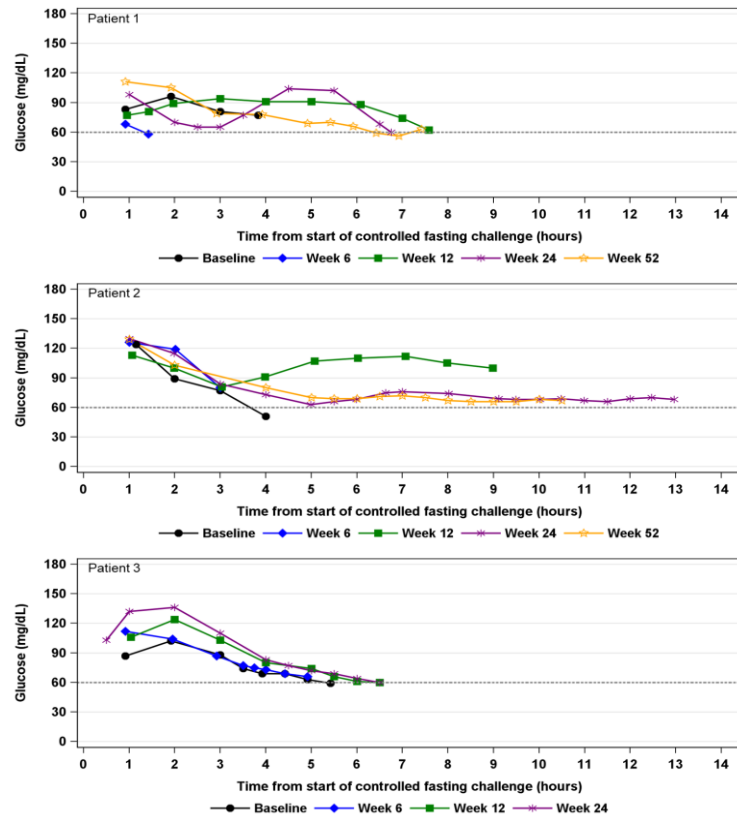 Patient 1
Glucose (mg/dL)
180
150
120
90
60
30
0
0 1 2 3 4 5 6 7 8 9 10 11 12 13 14
Time from start of controlled fasting challenge (hours)
Baseline Week 6 Week 12 Week 24 Week 52
Patient 2
Glucose (mg/dL)
180
150
120
90
60
30
0
0 1 2 3 4 5 6 7 8 9 10 11 12 13 14
Time from start of controlled fasting challenge (hours)
Baseline Week 6 Week 12 Week 24 Week 52
Patient 3
Glucose (mg/dL)
180
150
120
90
60
30
0
0 1 2 3 4 5 6 7 8 9 10 11 12 13 14
Time from start of controlled fasting challenge (hours)
Baseline Week 6 Week 12 Week 24